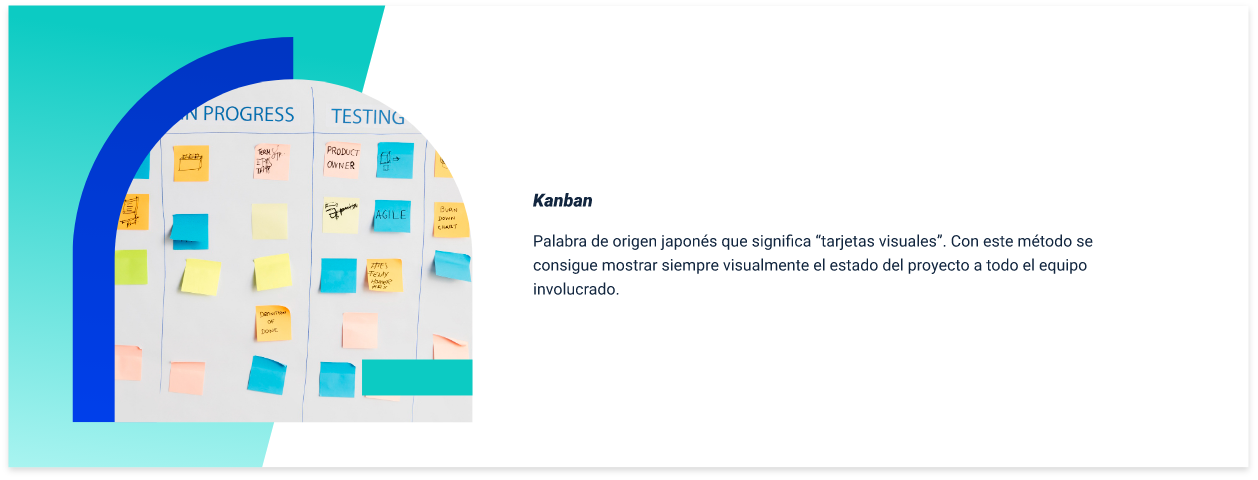 IN PROGRESS
TESTING
PRODUCT
OWNER
AGILE
BURN
DOWN
CHART
DEFINITION
OF
DONE
Kanban
Palabra de origen japonés que significa “tarjetas visuales”. Con este método se
consigue mostrar siempre visualmente el estado del proyecto a todo el equipo
involucrado.